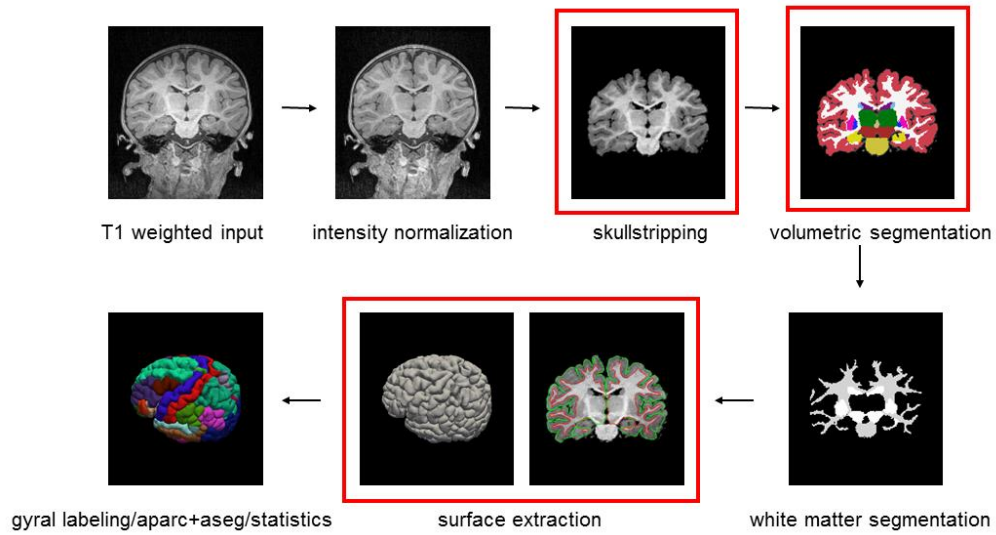 T1 weighted input
intensity normalization
skullstripping
volumetric segmentation
gyral labeling/aparc+aseg/statistics
surface extraction
white matter segmentation